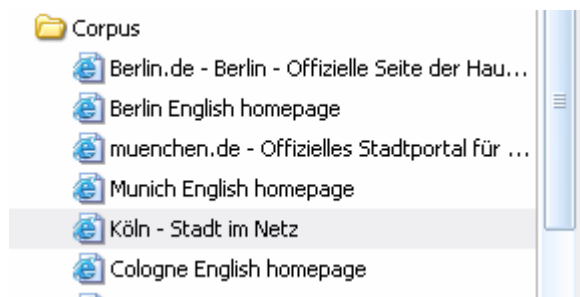 Corpus
Berlin.de - Berlin - Offizielle Seite der Hau...
Berlin English homepage
muenchen.de - Offizielles Stadtportal für ...
Munich English homepage
Köln - Stadt im Netz
Cologne English homepage